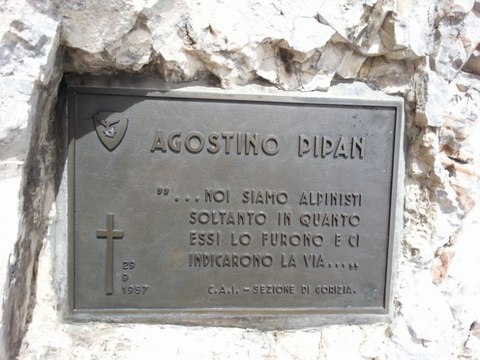 AGOSTINO PIPAN
"...NOI SIAMO ALPINISTI
SOLTANTO IN QUANTO
ESSI LO FURONO E CI
INDICARONO LA VIA...„
29
9
1957
C.A.I. - SEZIONE DI GORIZIA.